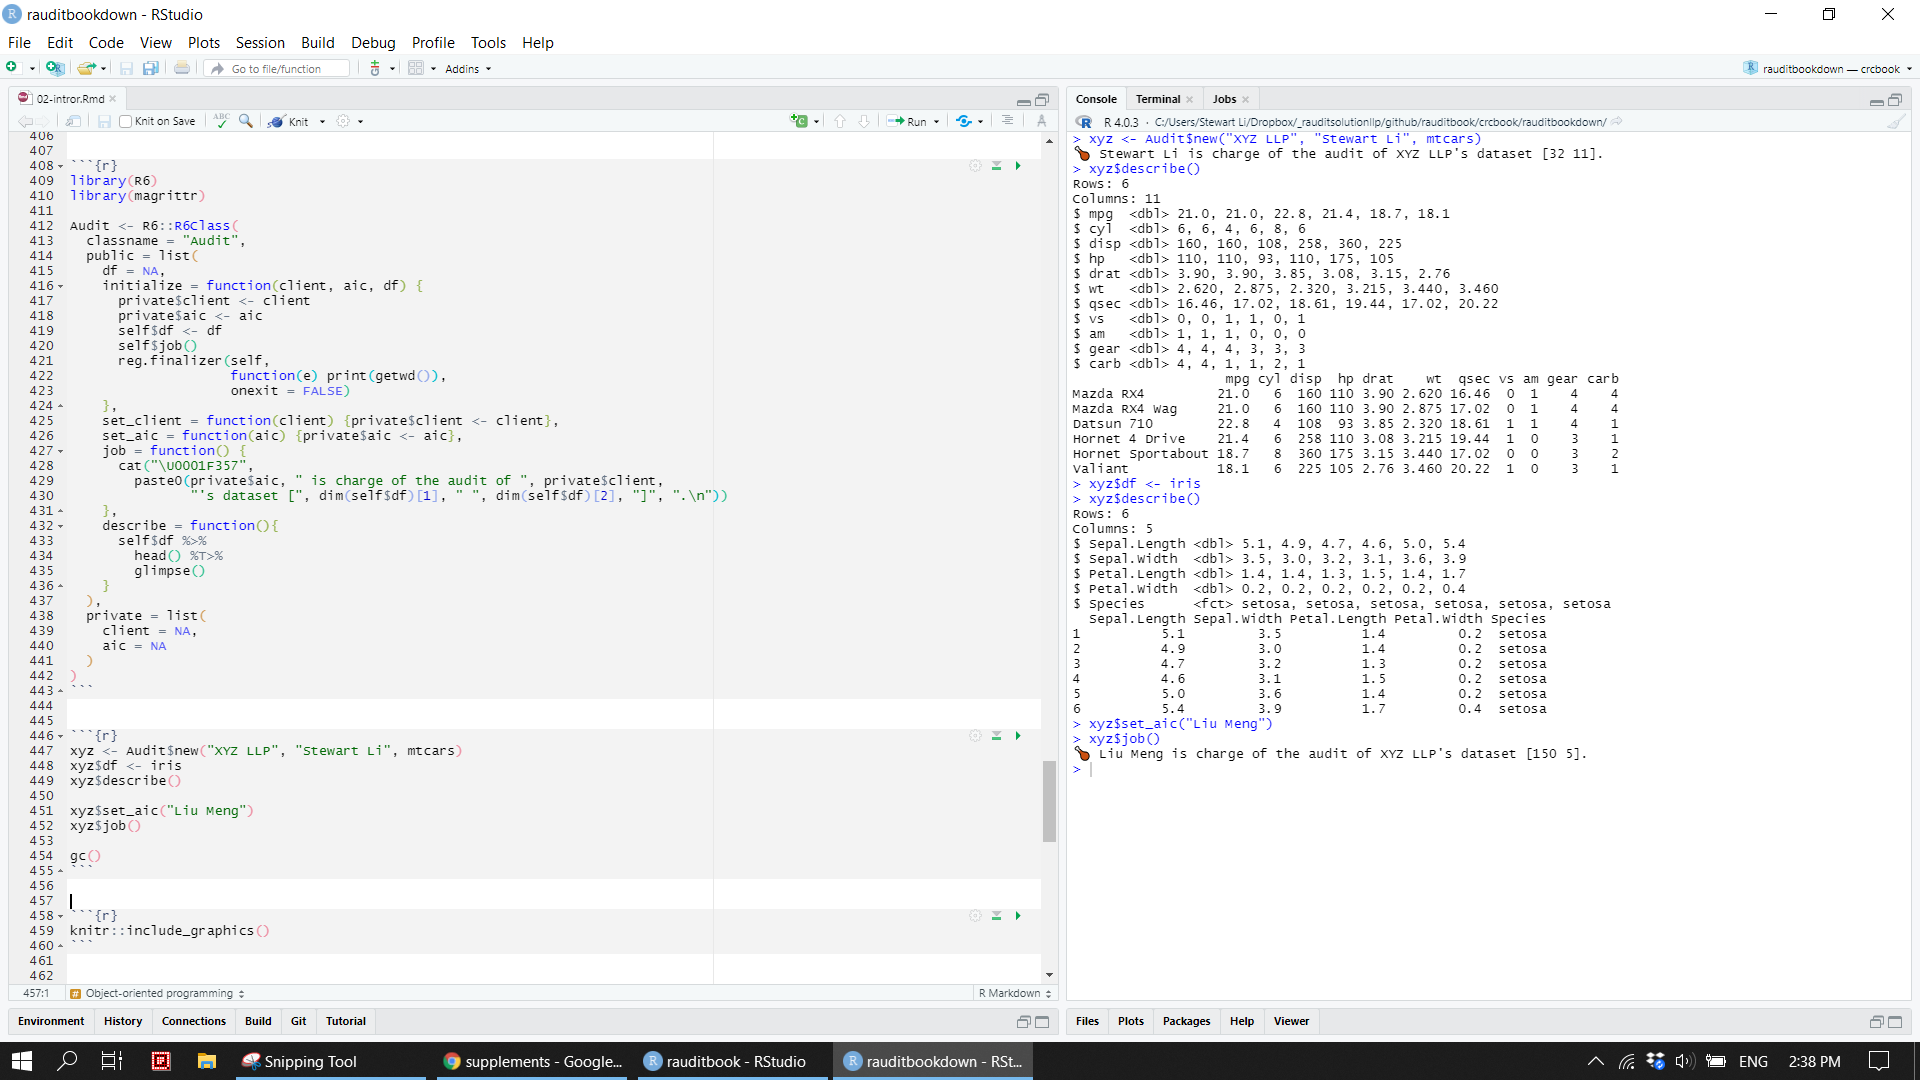 rauditbookdown - RStudio
File Edit Code View Plots Session Build Debug Profile Tools Help
Go to file/function Addins rauditbookdown — crcbook
02-intror.Rmd
Knit on Save ABC Knit Run
406
407
408 ```{r}
409 library(R6)
410 library(magrittr)
411
412 Audit <- R6::R6Class(
413   classname = "Audit",
414   public = list(
415     df = NA,
416     initialize = function(client, aic, df) {
417       private$client <- client
418       private$aic <- aic
419       self$df <- df
420       self$job()
421       reg.finalizer(self,
422                     function(e) print(getwd()),
423                     onexit = FALSE)
424     },
425     set_client = function(client) {private$client <- client},
426     set_aic = function(aic) {private$aic <- aic},
427     job = function() {
428       cat("\U0001F357",
429         paste0(private$aic, " is charge of the audit of ", private$client,
430                "'s dataset [", dim(self$df)[1], " ", dim(self$df)[2], "]", ".\n"))
431     },
432     describe = function(){
433       self$df %>%
434         head() %T>%
435         glimpse()
436     }
437   ),
438   private = list(
439     client = NA,
440     aic = NA
441   )
442 )
443 ```
444
445
446 ```{r}
447 xyz <- Audit$new("XYZ LLP", "Stewart Li", mtcars)
448 xyz$df <- iris
449 xyz$describe()
450
451 xyz$set_aic("Liu Meng")
452 xyz$job()
453
454 gc()
455 ```
456
457
458 ```{r}
459 knitr::include_graphics()
460 ```
461
462
457:1 # Object-oriented programming R Markdown
Environment History Connections Build Git Tutorial
Console Terminal Jobs
R 4.0.3 · C:/Users/Stewart Li/Dropbox/_rauditsolutionllp/github/rauditbook/crcbook/rauditbookdown/
> xyz <- Audit$new("XYZ LLP", "Stewart Li", mtcars)
Stewart Li is charge of the audit of XYZ LLP's dataset [32 11].
> xyz$describe()
Rows: 6
Columns: 11
$ mpg  <dbl> 21.0, 21.0, 22.8, 21.4, 18.7, 18.1
$ cyl  <dbl> 6, 6, 4, 6, 8, 6
$ disp <dbl> 160, 160, 108, 258, 360, 225
$ hp   <dbl> 110, 110, 93, 110, 175, 105
$ drat <dbl> 3.90, 3.90, 3.85, 3.08, 3.15, 2.76
$ wt   <dbl> 2.620, 2.875, 2.320, 3.215, 3.440, 3.460
$ qsec <dbl> 16.46, 17.02, 18.61, 19.44, 17.02, 20.22
$ vs   <dbl> 0, 0, 1, 1, 0, 1
$ am   <dbl> 1, 1, 1, 0, 0, 0
$ gear <dbl> 4, 4, 4, 3, 3, 3
$ carb <dbl> 4, 4, 1, 1, 2, 1
mpg cyl disp hp drat wt qsec vs am gear carb
Mazda RX4 21.0 6 160 110 3.90 2.620 16.46 0 1 4 4
Mazda RX4 Wag 21.0 6 160 110 3.90 2.875 17.02 0 1 4 4
Datsun 710 22.8 4 108 93 3.85 2.320 18.61 1 1 4 1
Hornet 4 Drive 21.4 6 258 110 3.08 3.215 19.44 1 0 3 1
Hornet Sportabout 18.7 8 360 175 3.15 3.440 17.02 0 0 3 2
Valiant 18.1 6 225 105 2.76 3.460 20.22 1 0 3 1
> xyz$df <- iris
> xyz$describe()
Rows: 6
Columns: 5
$ Sepal.Length <dbl> 5.1, 4.9, 4.7, 4.6, 5.0, 5.4
$ Sepal.Width  <dbl> 3.5, 3.0, 3.2, 3.1, 3.6, 3.9
$ Petal.Length <dbl> 1.4, 1.4, 1.3, 1.5, 1.4, 1.7
$ Petal.Width  <dbl> 0.2, 0.2, 0.2, 0.2, 0.2, 0.4
$ Species      <fct> setosa, setosa, setosa, setosa, setosa, setosa
Sepal.Length Sepal.Width Petal.Length Petal.Width Species
1 5.1 3.5 1.4 0.2 setosa
2 4.9 3.0 1.4 0.2 setosa
3 4.7 3.2 1.3 0.2 setosa
4 4.6 3.1 1.5 0.2 setosa
5 5.0 3.6 1.4 0.2 setosa
6 5.4 3.9 1.7 0.4 setosa
> xyz$set_aic("Liu Meng")
> xyz$job()
Liu Meng is charge of the audit of XYZ LLP's dataset [150 5].
>
Files Plots Packages Help Viewer
Snipping Tool supplements - Google... rauditbook - RStudio rauditbookdown - RSt... ENG 2:38 PM